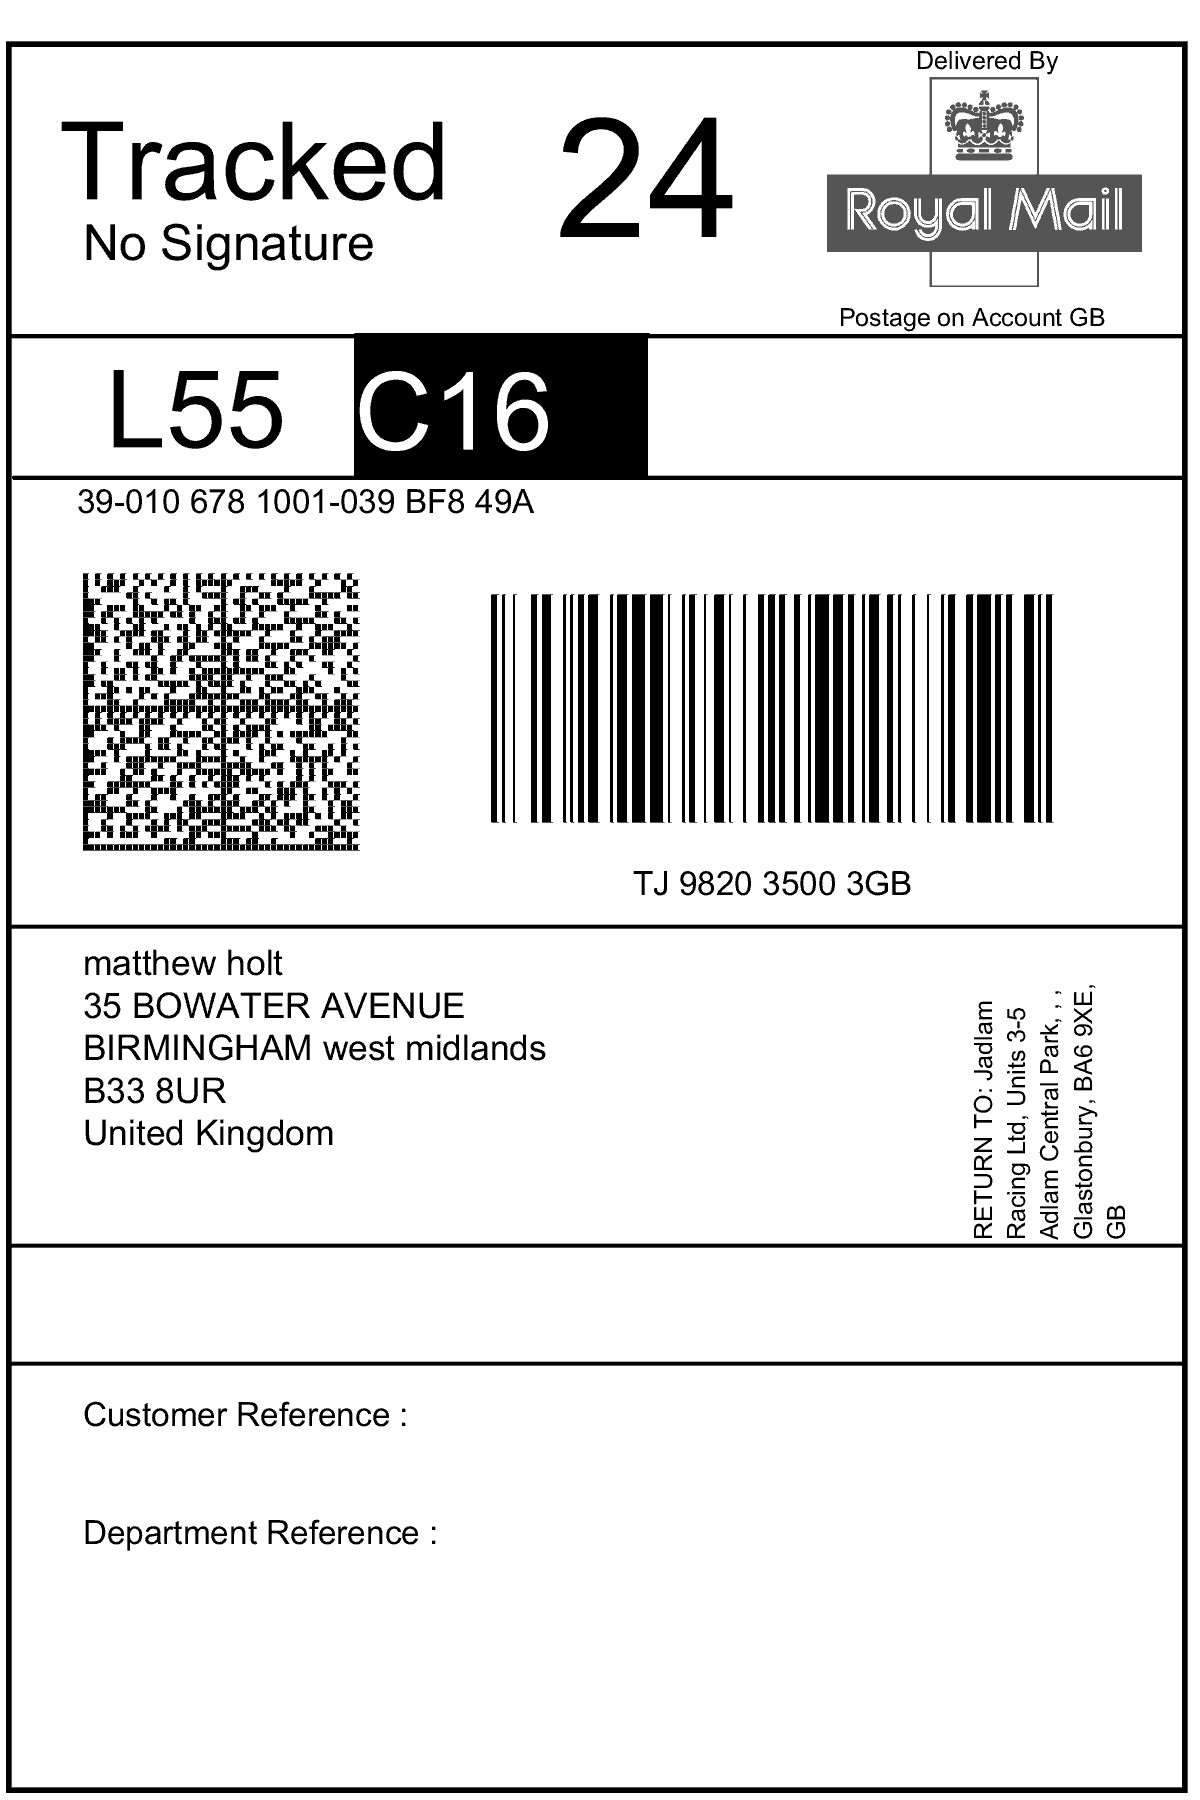 Delivered By
Tracked 24
No Signature
Royal Mail
Postage on Account GB
L55 C16
39-010 678 1001-039 BF8 49A
TJ 9820 3500 3GB
matthew holt
35 BOWATER AVENUE
BIRMINGHAM west midlands
B33 8UR
United Kingdom
RETURN TO: Jadlam
Racing Ltd, Units 3-5
Adlam Central Park, , ,
Glastonbury, BA6 9XE,
GB
Customer Reference :
Department Reference :